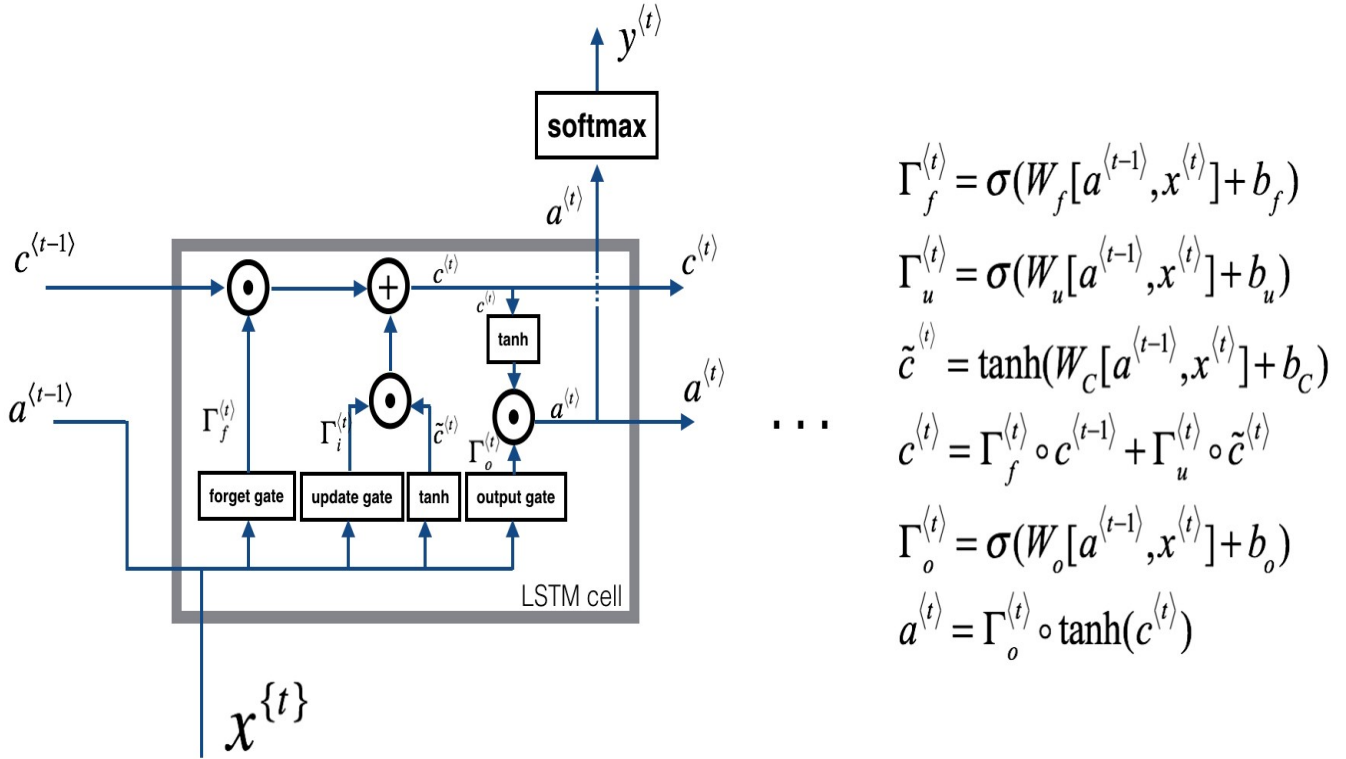 y⟨t⟩
softmax
a⟨t⟩
c⟨t−1⟩
c⟨t⟩
c⟨t⟩
c⟨t⟩
tanh
a⟨t−1⟩
Γf⟨t⟩
Γi⟨t⟩
c̃⟨t⟩
Γo⟨t⟩
a⟨t⟩
a⟨t⟩
forget gate
update gate
tanh
output gate
LSTM cell
x{t}
...
Γf⟨t⟩ = σ(Wf[a⟨t−1⟩,x⟨t⟩]+bf)
Γu⟨t⟩ = σ(Wu[a⟨t−1⟩,x⟨t⟩]+bu)
c̃⟨t⟩ = tanh(WC[a⟨t−1⟩,x⟨t⟩]+bC)
c⟨t⟩ = Γf⟨t⟩ ∘ c⟨t−1⟩ + Γu⟨t⟩ ∘ c̃⟨t⟩
Γo⟨t⟩ = σ(Wo[a⟨t−1⟩,x⟨t⟩]+bo)
a⟨t⟩ = Γo⟨t⟩ ∘ tanh(c⟨t⟩)